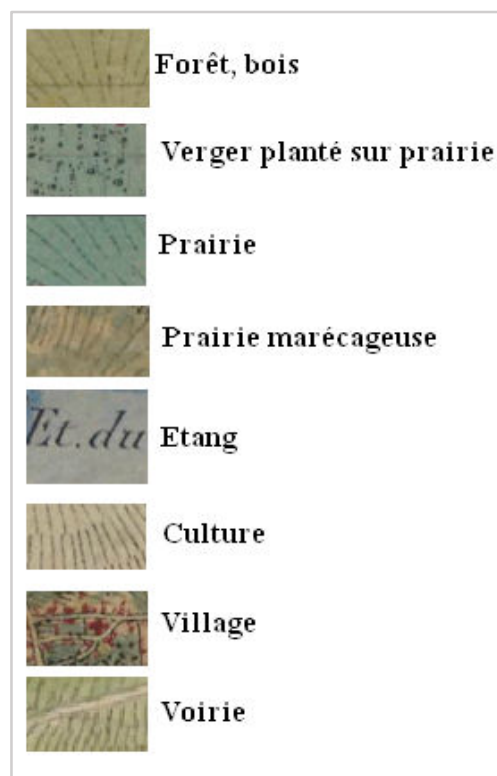 Forêt, bois
Verger planté sur prairie
Prairie
Prairie marécageuse
Et. du
Etang
Culture
Village
Voirie